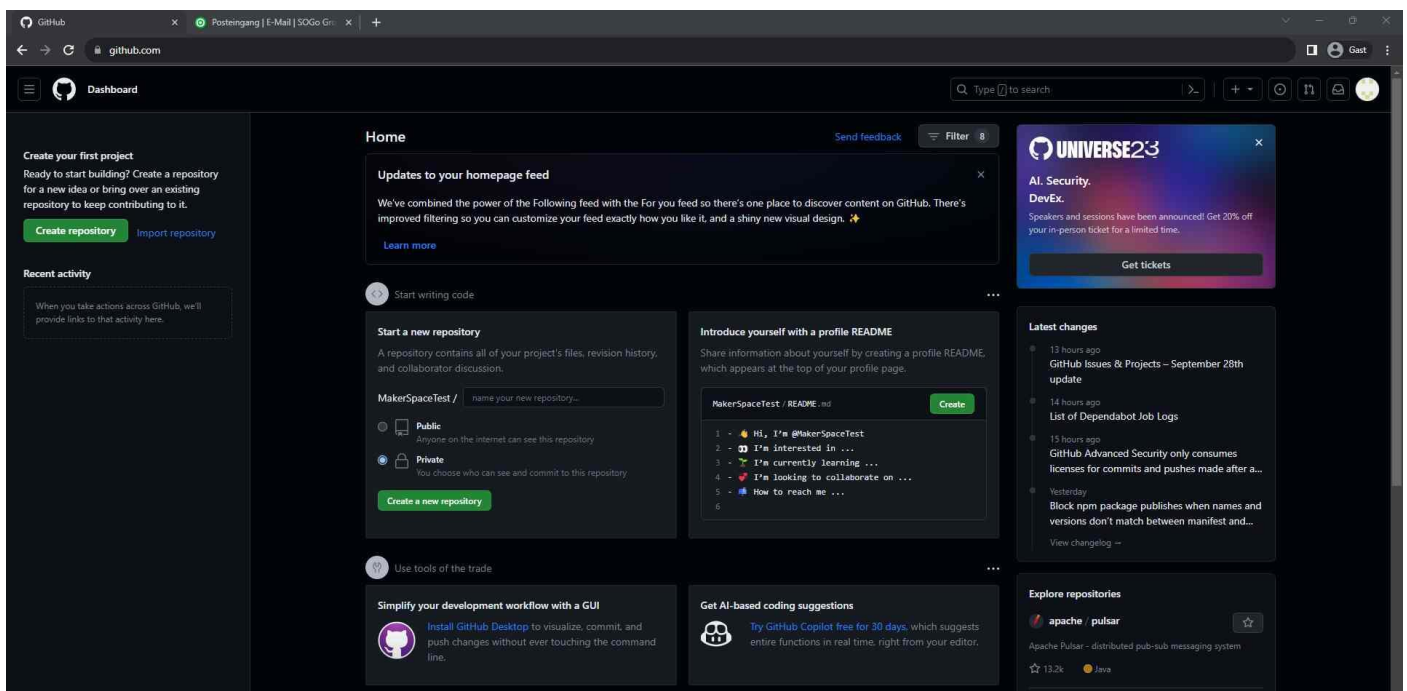 GitHub
Posteingang | E-Mail | SOGo Gro
github.com
Gast
Dashboard
Type / to search
Create your first project
Ready to start building? Create a repository
for a new idea or bring over an existing
repository to keep contributing to it.
Create repository
Import repository
Recent activity
When you take actions across GitHub, we'll
provide links to that activity here.
Home
Send feedback
Filter 8
Updates to your homepage feed
We've combined the power of the Following feed with the For you feed so there's one place to discover content on GitHub. There's
improved filtering so you can customize your feed exactly how you like it, and a shiny new visual design. ✨
Learn more
Start writing code
Start a new repository
A repository contains all of your project's files, revision history,
and collaborator discussion.
MakerSpaceTest / name your new repository...
Public
Anyone on the internet can see this repository
Private
You choose who can see and commit to this repository
Create a new repository
Introduce yourself with a profile README
Share information about yourself by creating a profile README,
which appears at the top of your profile page.
MakerSpaceTest / README.md
Create
1 - 👋 Hi, I'm @MakerSpaceTest
2 - 👀 I'm interested in ...
3 - 🌱 I'm currently learning ...
4 - 💞️ I'm looking to collaborate on ...
5 - 📫 How to reach me ...
6
Use tools of the trade
Simplify your development workflow with a GUI
Install GitHub Desktop to visualize, commit, and
push changes without ever touching the command
line.
Get AI-based coding suggestions
Try GitHub Copilot free for 30 days, which suggests
entire functions in real time, right from your editor.
UNIVERSE23
AI. Security.
DevEx.
Speakers and sessions have been announced! Get 20% off
your in-person ticket for a limited time.
Get tickets
Latest changes
13 hours ago
GitHub Issues & Projects – September 28th
update
14 hours ago
List of Dependabot Job Logs
15 hours ago
GitHub Advanced Security only consumes
licenses for commits and pushes made after a...
Yesterday
Block npm package publishes when names and
versions don't match between manifest and...
View changelog →
Explore repositories
apache / pulsar
Apache Pulsar - distributed pub-sub messaging system
13.2k
Java